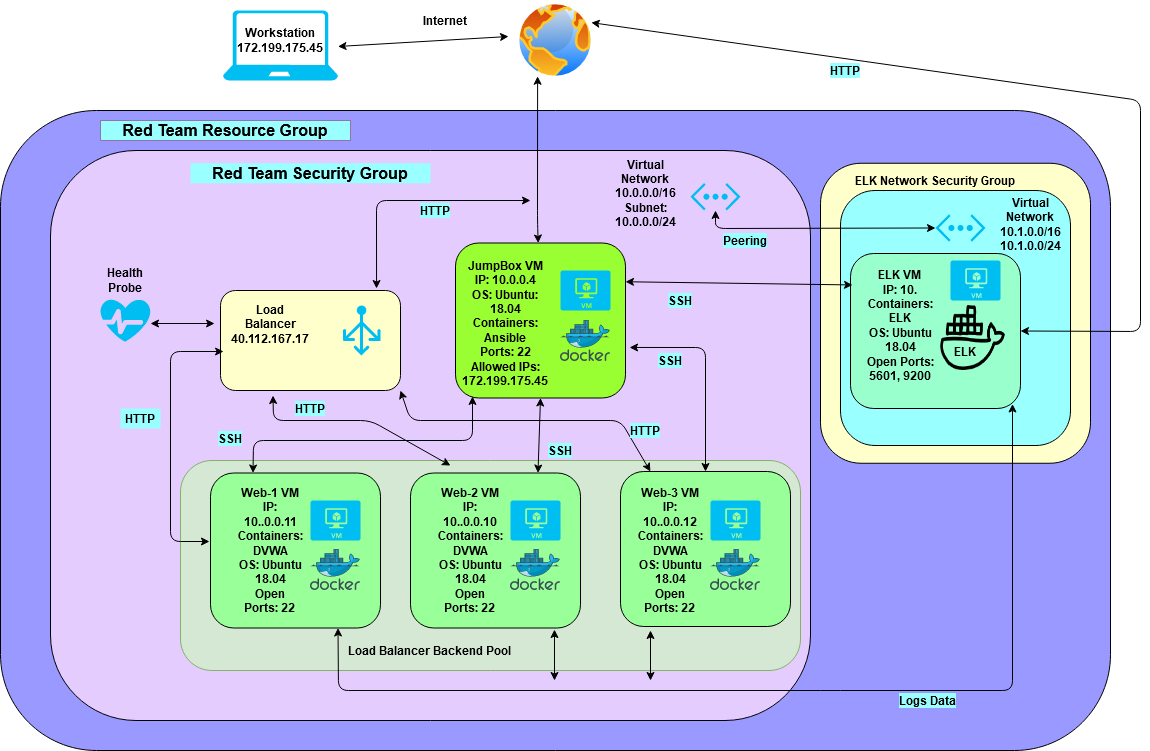 Internet
Workstation
172.199.175.45
HTTP
Red Team Resource Group
Red Team Security Group
Virtual
Network
10.0.0.0/16
Subnet:
10.0.0.0/24
ELK Network Security Group
Virtual
Network
10.1.0.0/16
10.1.0.0/24
HTTP
Peering
Health
Probe
Load
Balancer
40.112.167.17
JumpBox VM
IP: 10.0.0.4
OS: Ubuntu:
18.04
Containers:
Ansible
Ports: 22
Allowed IPs:
172.199.175.45
VM
docker
SSH
SSH
ELK VM
IP: 10.
Containers:
ELK
OS: Ubuntu
18.04
Open Ports:
5601, 9200
VM
ELK
HTTP
HTTP
HTTP
SSH
SSH
Web-1 VM
IP:
10..0.0.11
Containers:
DVWA
OS: Ubuntu
18.04
Open
Ports: 22
VM
docker
Web-2 VM
IP:
10..0.0.10
Containers:
DVWA
OS: Ubuntu
18.04
Open
Ports: 22
VM
docker
Web-3 VM
IP:
10..0.0.12
Containers:
DVWA
OS: Ubuntu
18.04
Open
Ports: 22
VM
docker
Load Balancer Backend Pool
Logs Data